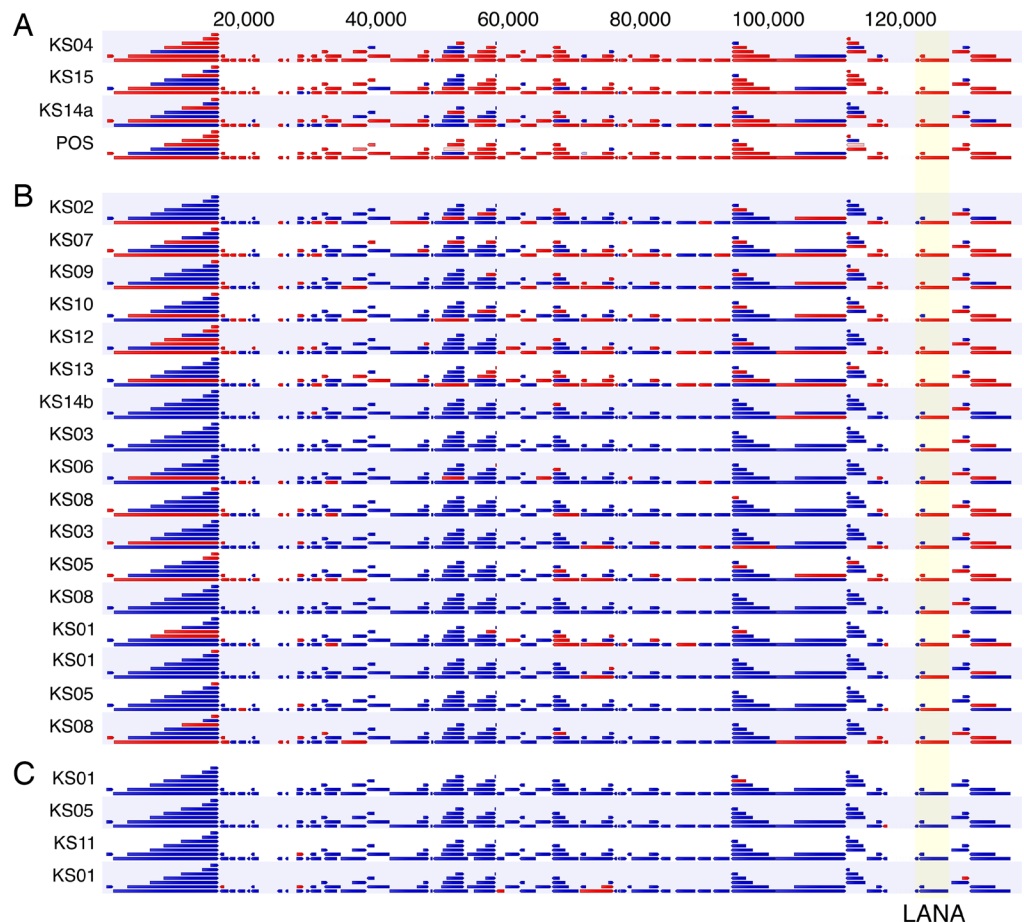 A
20,000 40,000 60,000 80,000 100,000 120,000
KS04
KS15
KS14a
POS
B
KS02
KS07
KS09
KS10
KS12
KS13
KS14b
KS03
KS06
KS08
KS03
KS05
KS08
KS01
KS01
KS05
KS08
C
KS01
KS05
KS11
KS01
LANA